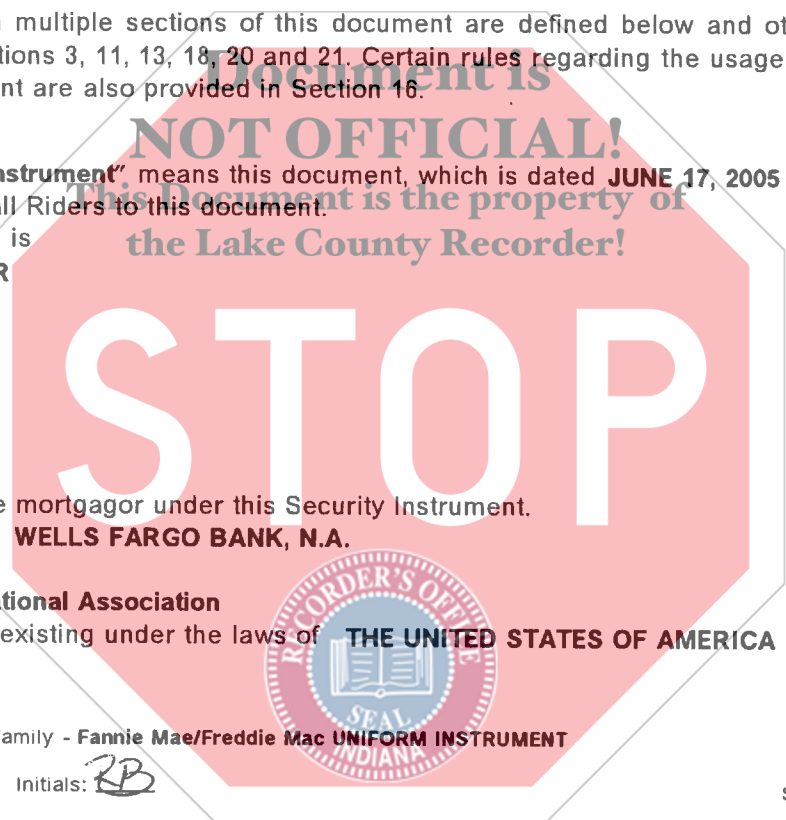 multiple sections of this document are defined below and ot
tions 3, 11, 13, 18, 20 and 21. Certain rules regarding the usage
Document is
nt are also provided in Section 16.
NOT OFFICIAL!
nstrument" means this document, which is dated JUNE 17, 2005
This Document is the property of
all Riders to this document.
is
the Lake County Recorder!
R
STOP
e mortgagor under this Security Instrument.
WELLS FARGO BANK, N.A.
RECORDER'S OFFICE
tional Association
existing under the laws of THE UNITED STATES OF AMERICA
SEAL
INDIANA
amily - Fannie Mae/Freddie Mac UNIFORM INSTRUMENT
Initials: RB